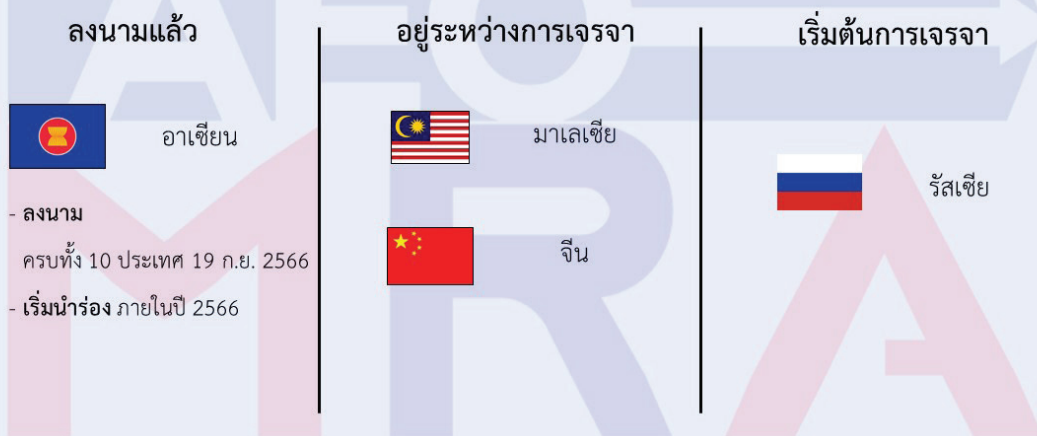 ลงนามแล้ว
อาเซียน
- ลงนาม
ครบทั้ง 10 ประเทศ 19 ก.ย. 2566
- เริ่มนำร่อง ภายในปี 2566
อยู่ระหว่างการเจรจา
มาเลเซีย
จีน
เริ่มต้นการเจรจา
รัสเซีย
AEO
MRA